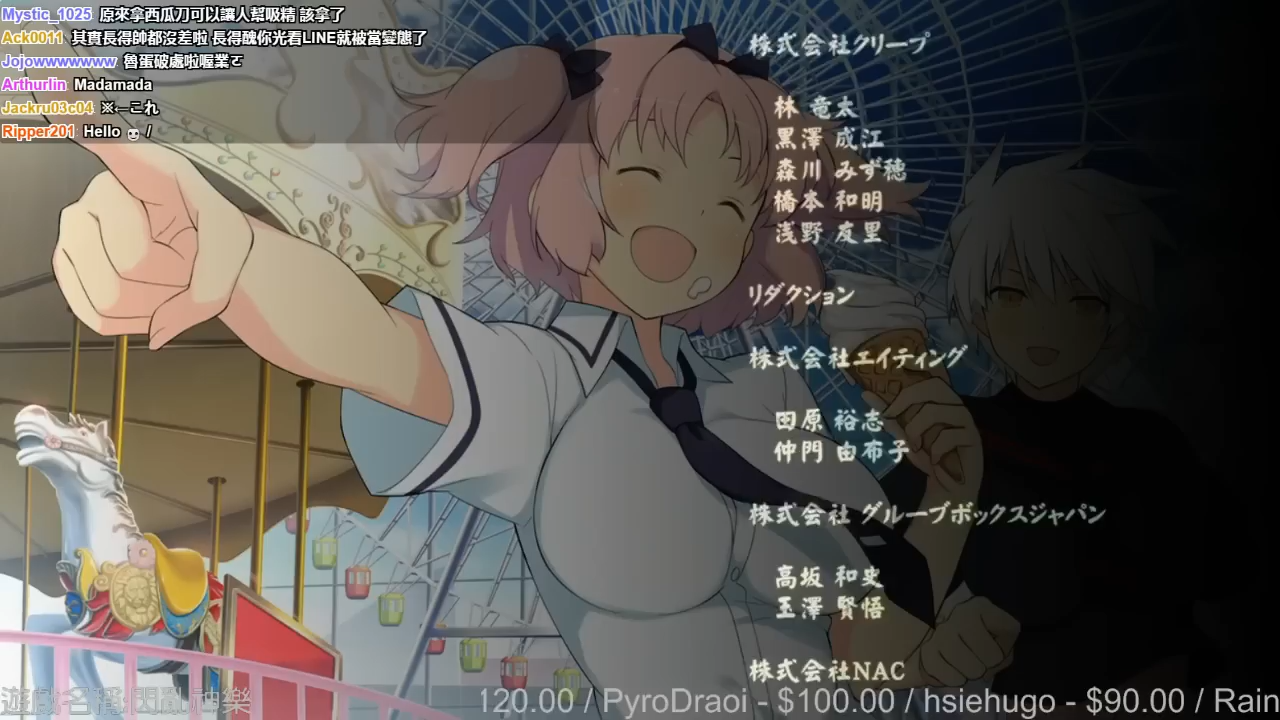 Mystic_1025 原來拿西瓜刀可以讓人幫吸精 該拿了
Ack0011 其實長得帥都沒差啦 長得醜你光看LINE就被當變態了
Jojowwwwwww 魯蛋破處啦喔業ㄛ
Arthurlin Madamada
Jackru03c04 ※←これ
Ripper201 Hello /
株式会社クリープ
林 竜太
黒澤 成江
森川 みず穂
橋本 和明
浅野 友里
リダクション
株式会社エイティング
田原 裕志
仲門 由布子
株式会社 グルーブボックスジャパン
高坂 和史
玉澤 賢悟
株式会社NAC
遊戲名稱:閃亂神樂
120.00 / PyroDraoi - $100.00 / hsiehugo - $90.00 / Rain